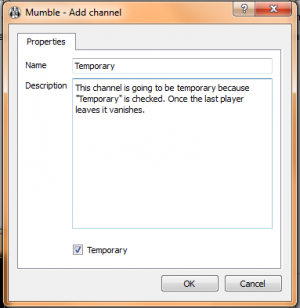 Mumble - Add channel
Properties
Name
Temporary
Description
This channel is going to be temporary because
"Temporary" is checked. Once the last player
leaves it vanishes.
Temporary
OK
Cancel